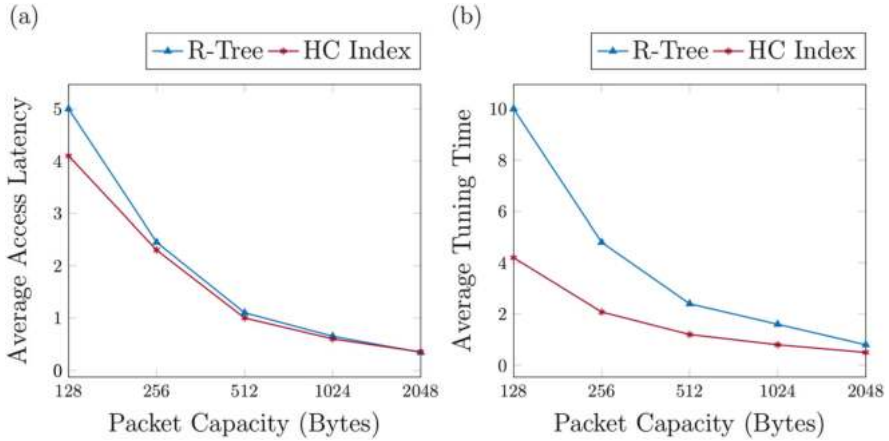 (a)
R-Tree HC Index
5
4
3
2
1
0
Average Access Latency
128 256 512 1024 2048
Packet Capacity (Bytes)
(b)
R-Tree HC Index
10
8
6
4
2
0
Average Tuning Time
128 256 512 1024 2048
Packet Capacity (Bytes)